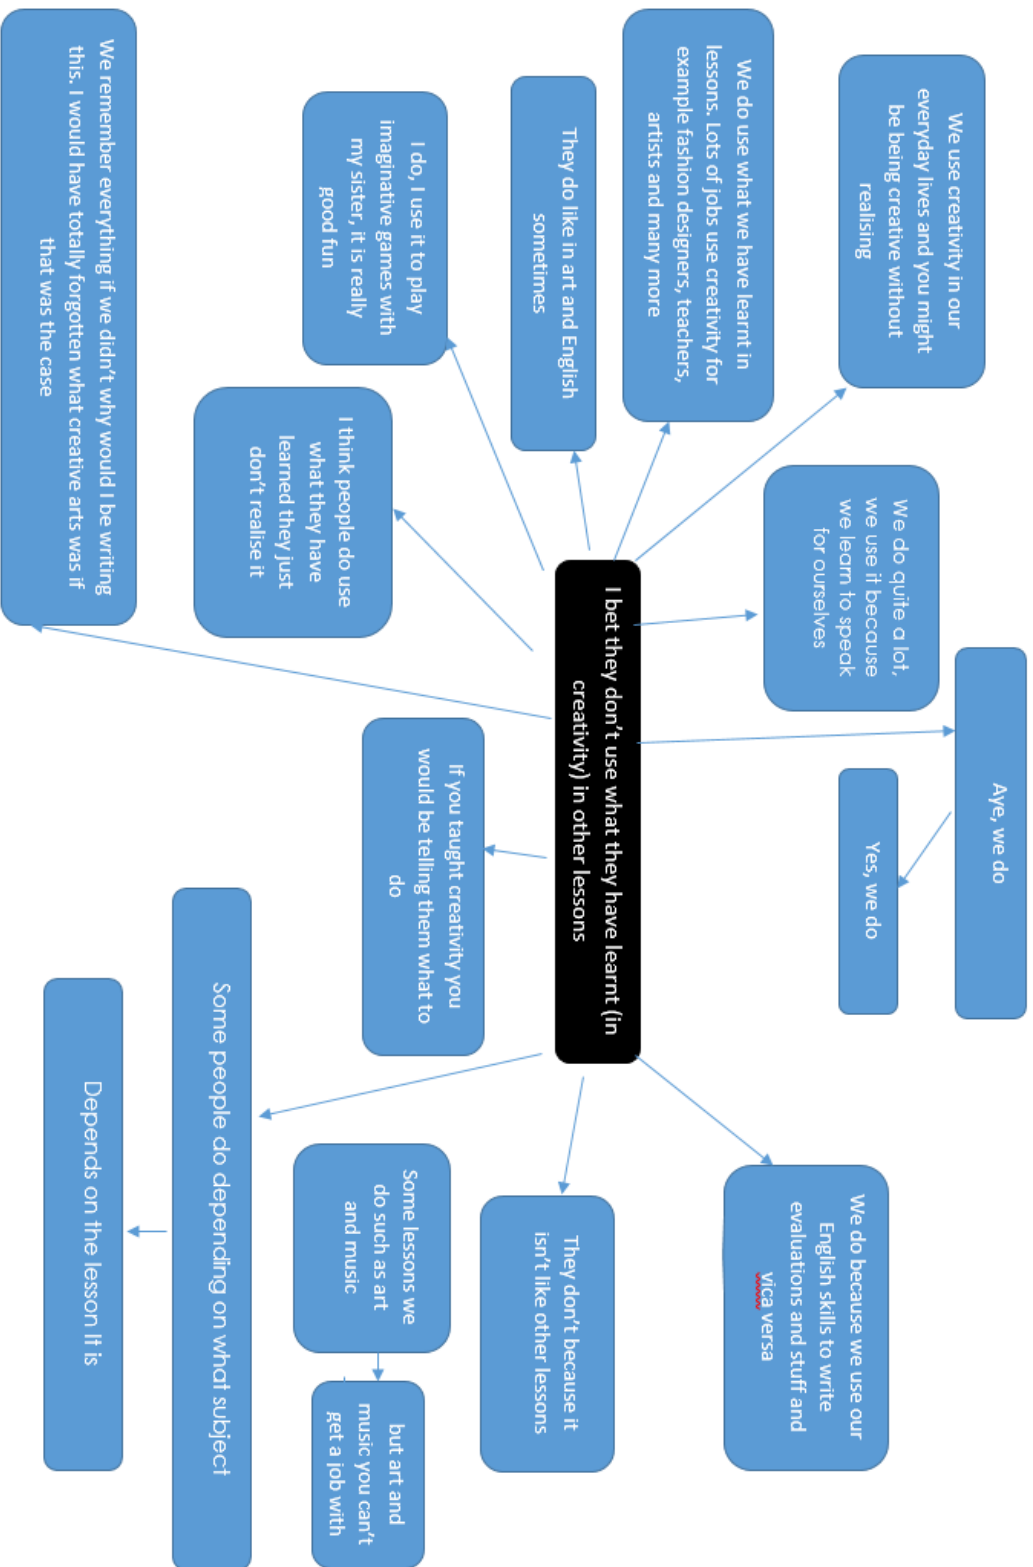 We use creativity in our
everyday lives and you might
be being creative without
realising
We do use what we have learnt in
lessons. Lots of jobs use creativity for
example fashion designers, teachers,
artists and many more
They do like in art and English
sometimes
I do, I use it to play
imaginative games with
my sister, it is really
good fun
We remember everything if we didn't why would I be writing
this. I would have totally forgotten what creative arts was if
that was the case
We do quite a lot,
we use it because
we learn to speak
for ourselves
I think people do use
what they have
learned they just
don't realise it
Aye, we do
Yes, we do
I bet they don't use what they have learnt (in
creativity) in other lessons
If you taught creativity you
would be telling them what to
do
We do because we use our
English skills to write
evaluations and stuff and
vica versa
They don't because it
isn't like other lessons
Some lessons we
do such as art
and music
but art and
music you can't
get a job with
Some people do depending on what subject
Depends on the lesson It is